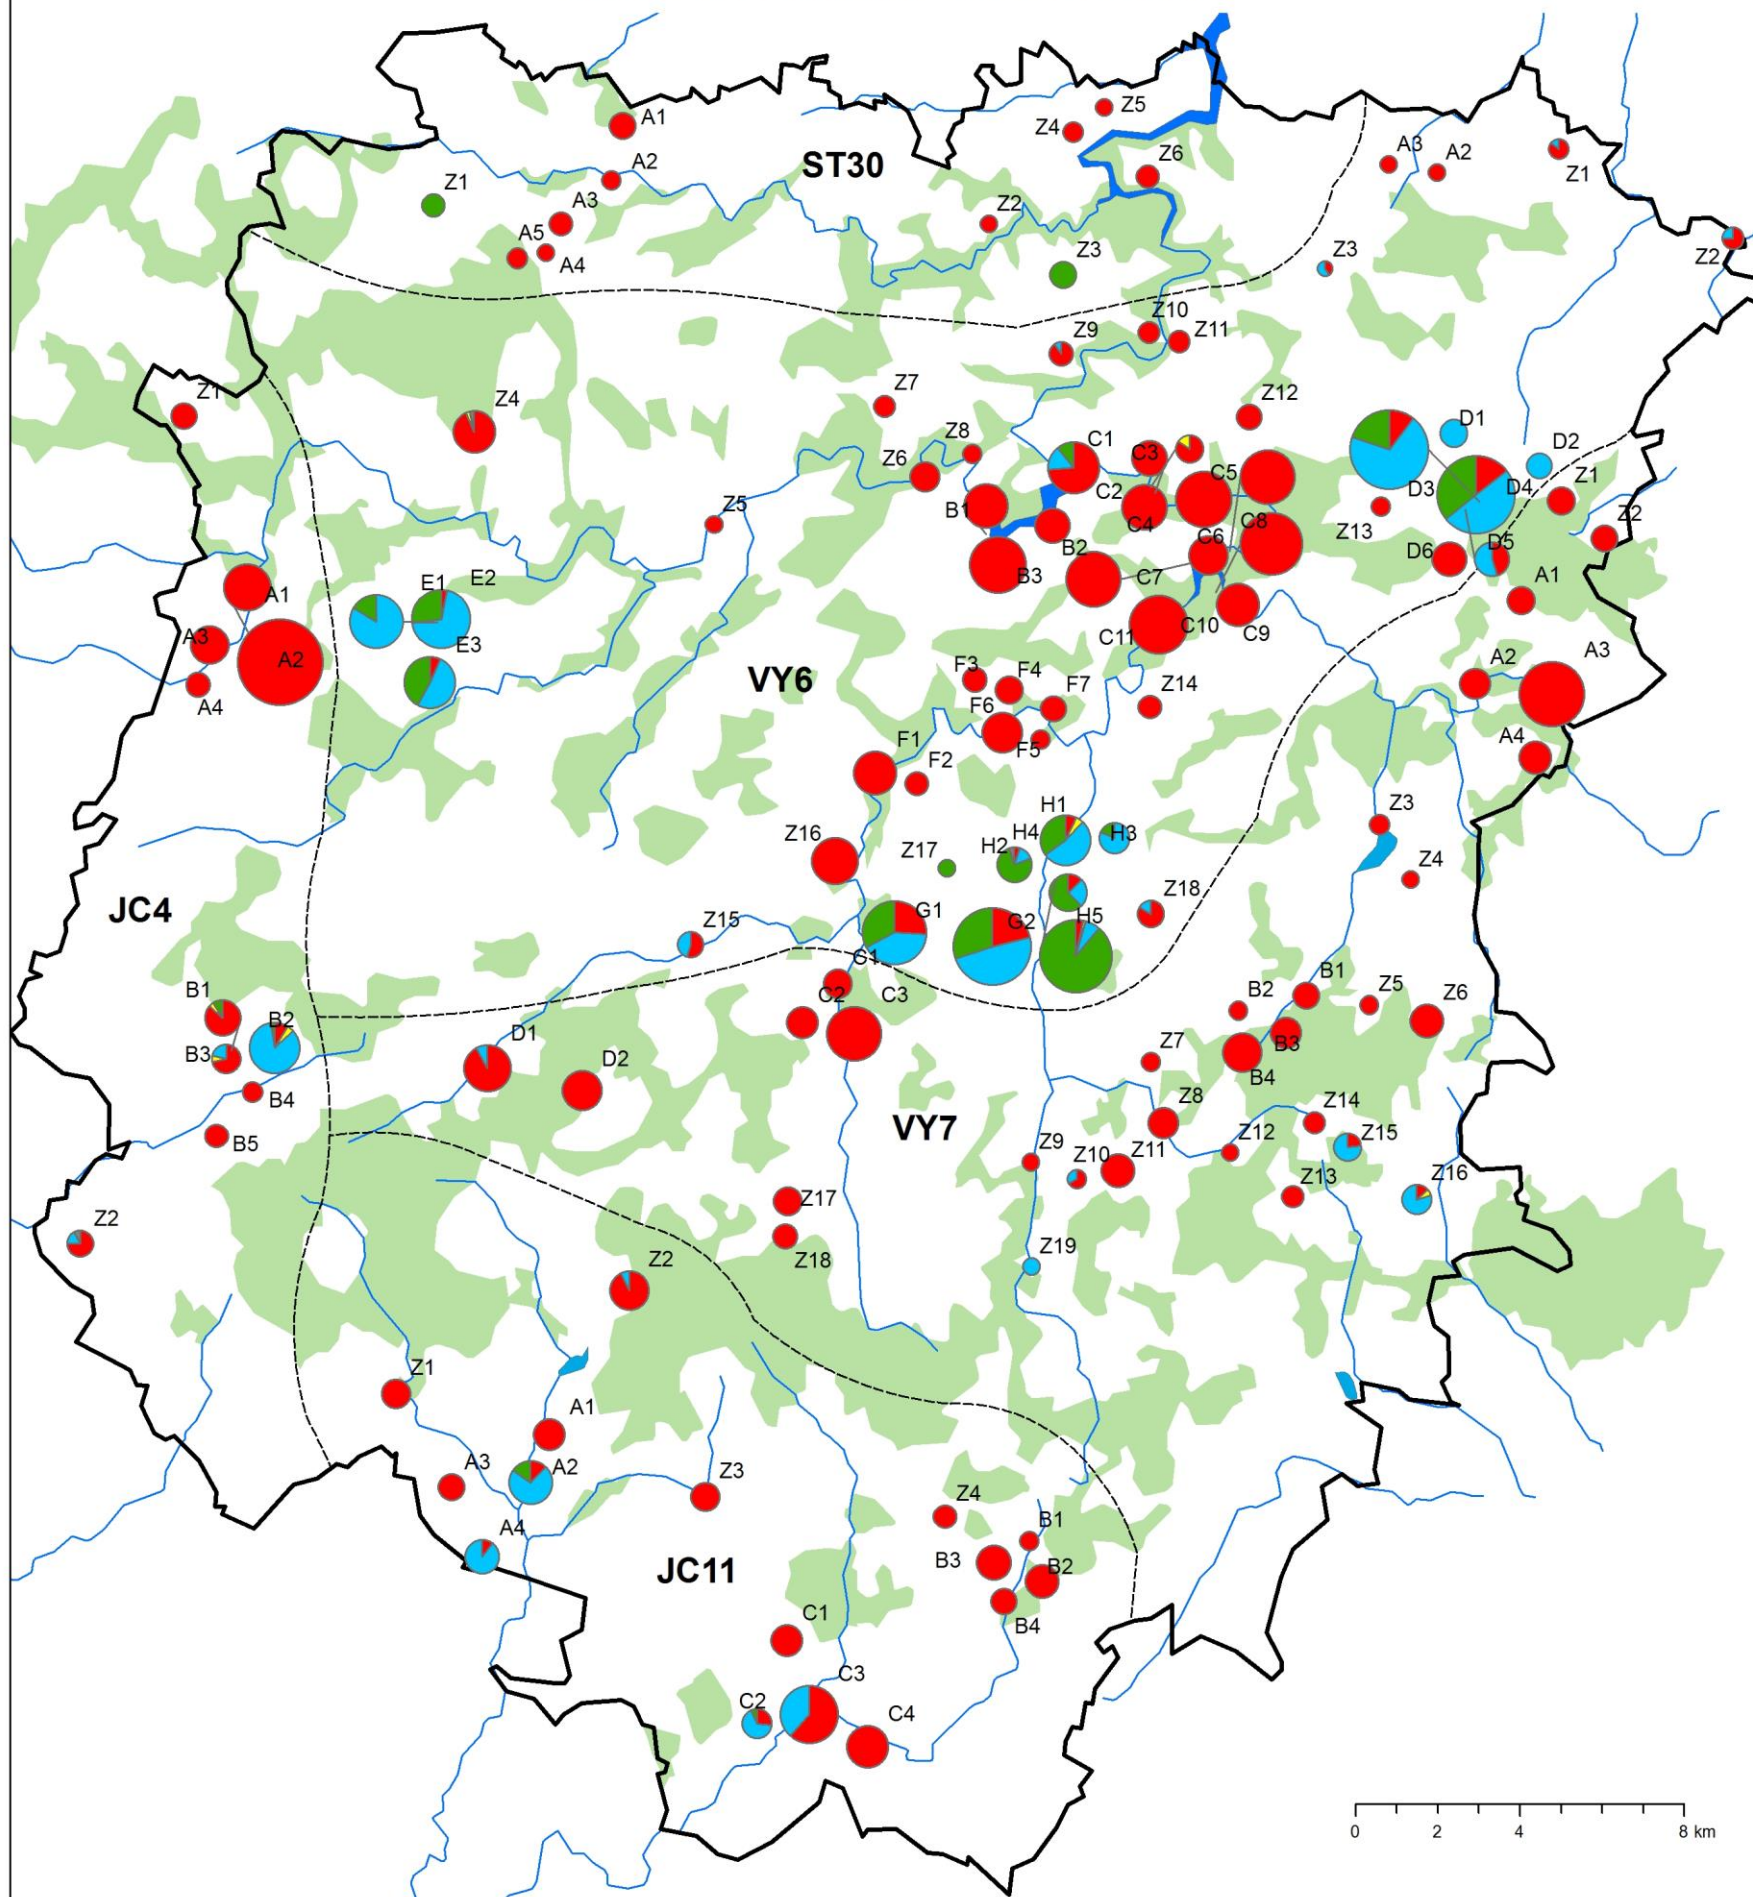 Z5
A1
Z4
A3
A2
Z1
A2
ST30
Z6
Z1
A3
Z2
A5
A4
Z3
Z3
Z2
Z10
Z9
Z11
Z1
Z4
Z7
Z12
Z8
C1
D1
Z6
C3
D2
C5
Z1
C2
D3
D4
B1
Z5
C4
C8
Z13
Z2
B2
C6
D6
D5
B3
C7
A1
E1
E2
A1
A3
E3
C11
C10
C9
A2
A2
A3
A4
VY6
F3
F4
F7
Z14
F6
F5
A4
F1
F2
H1
Z3
Z16
Z17
H2
H4
H3
Z4
JC4
Z18
Z15
G1
G2
H5
C1
B1
B1
C2
C3
B2
Z5
Z6
B2
D1
B3
B3
D2
Z7
B4
B4
Z8
Z14
VY7
B5
Z9
Z12
Z15
Z10
Z11
Z17
Z13
Z16
Z2
Z18
Z19
Z2
Z1
A1
A3
A2
Z3
Z4
A4
B1
JC11
B3
B2
C1
B4
C3
C2
C4
0 2 4 8 km